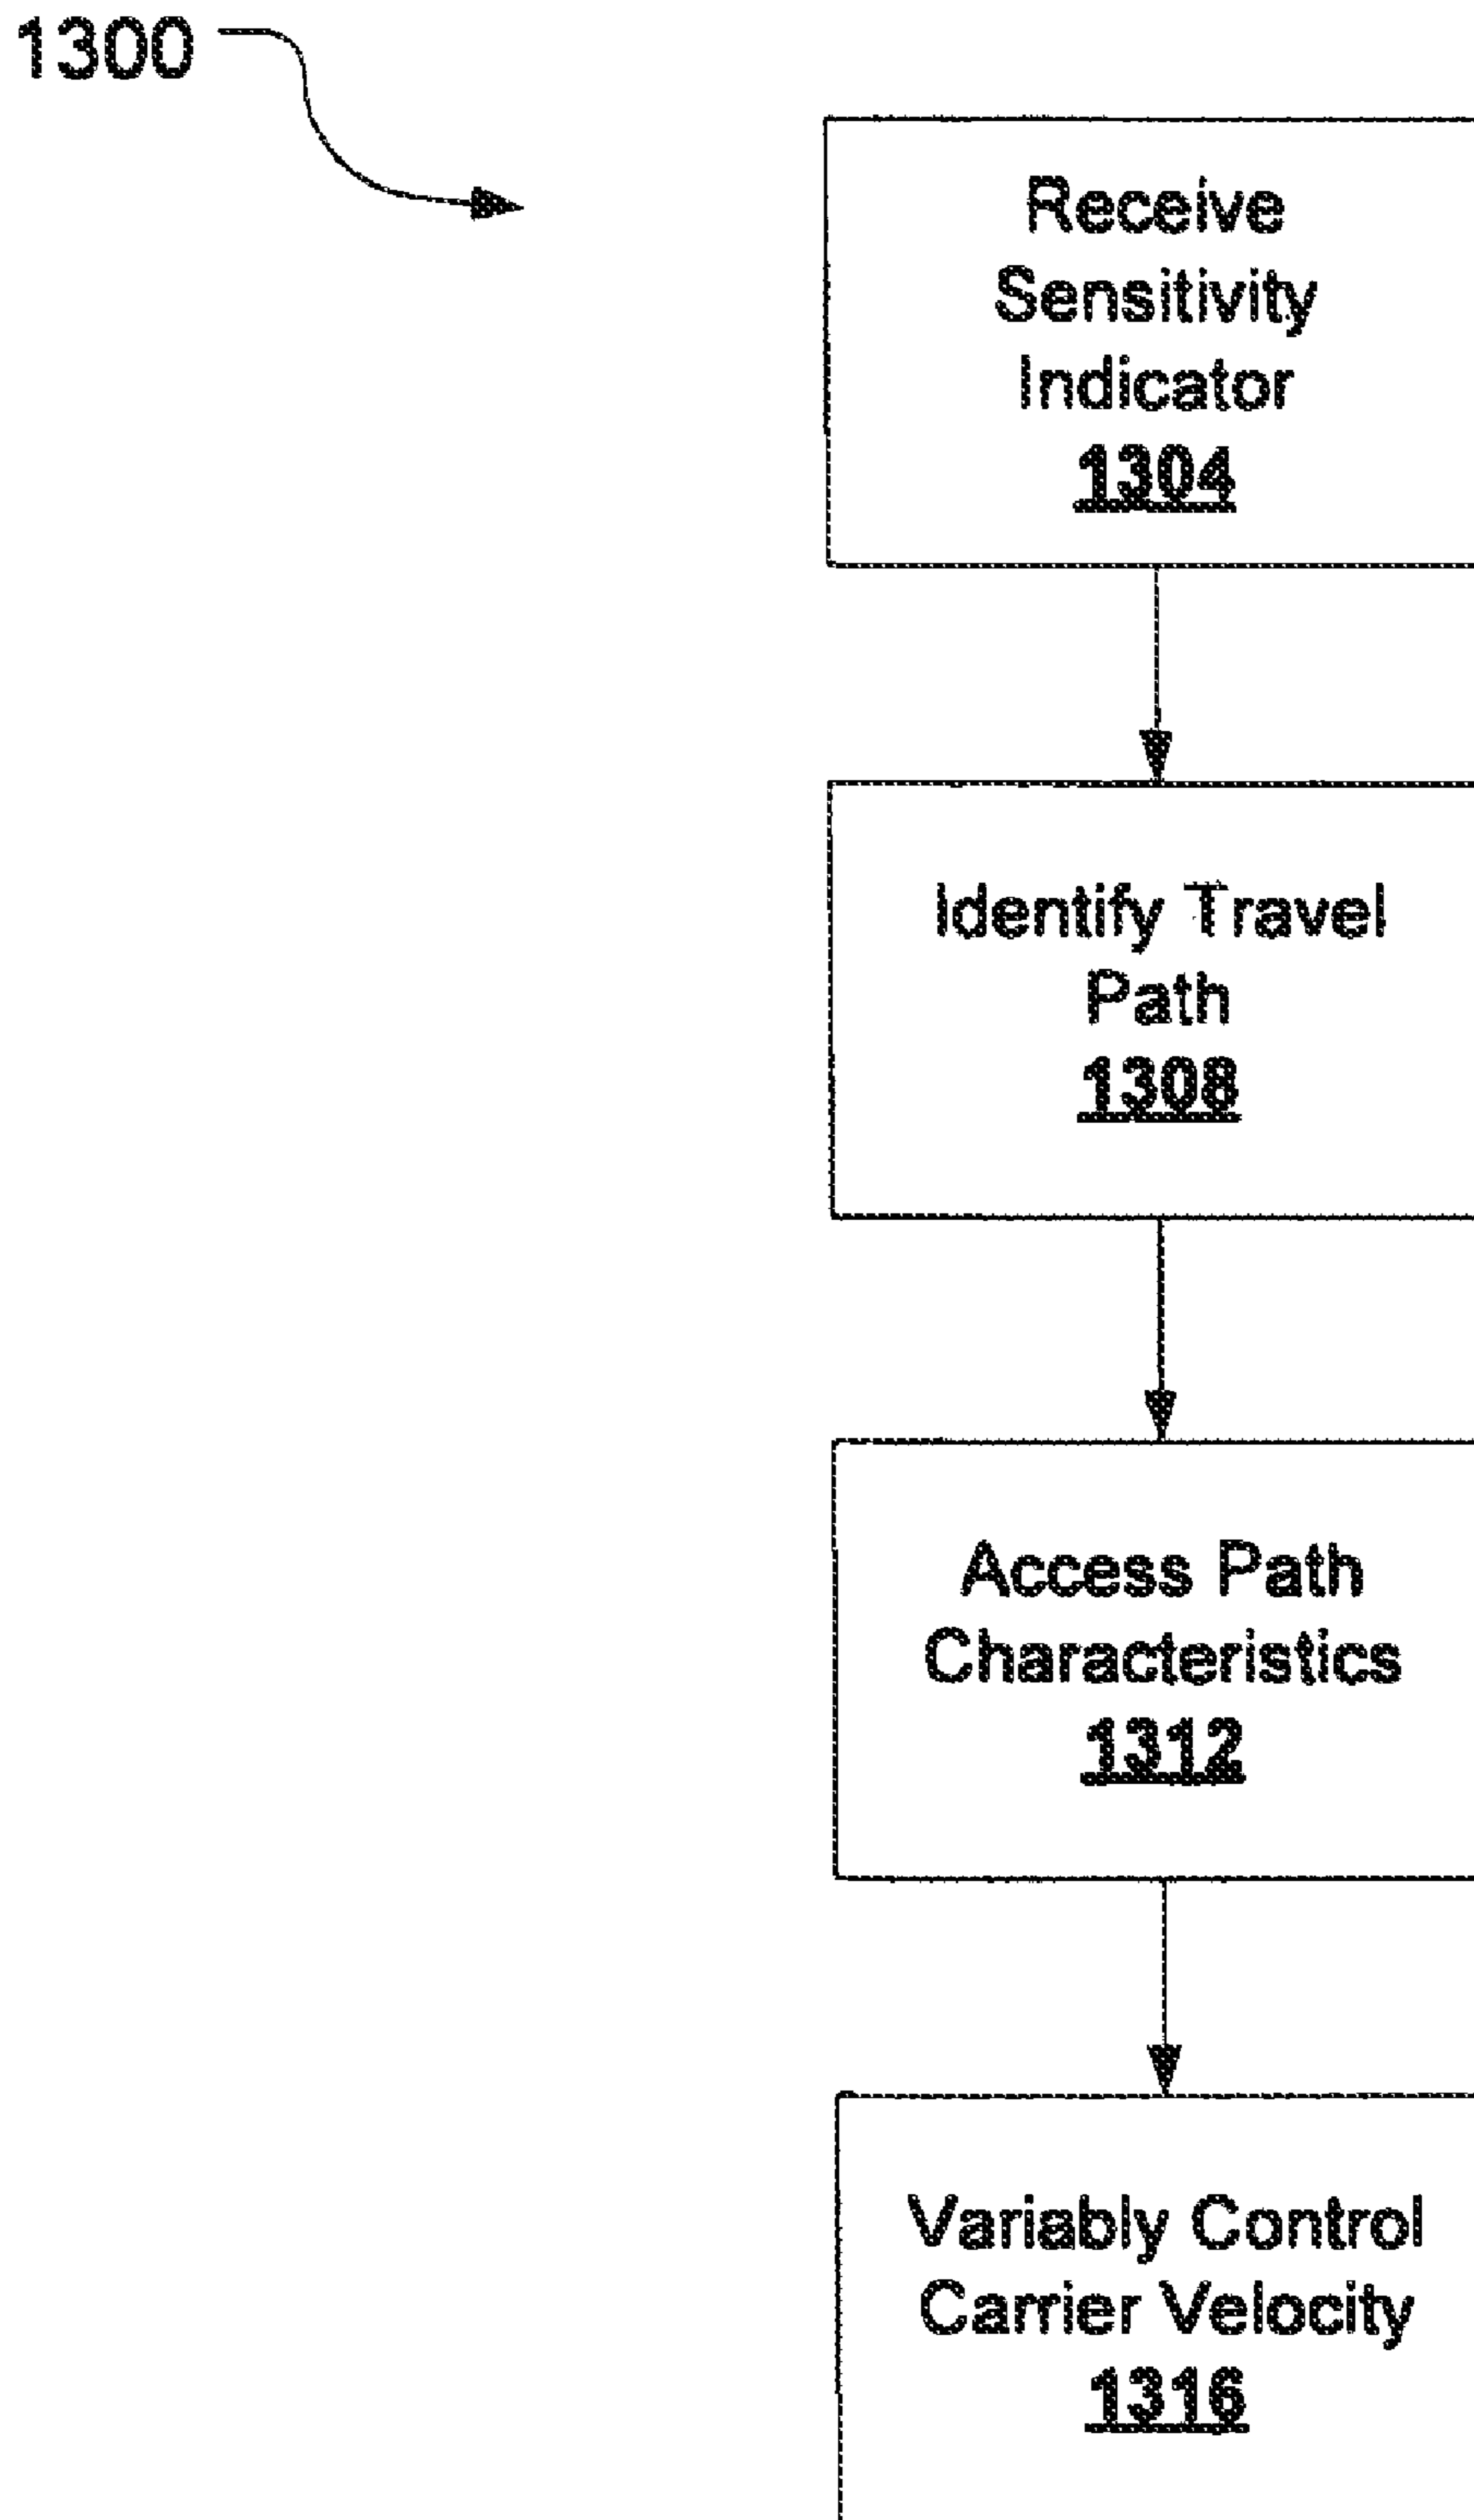 1300
Receive
Sensitivity
Indicator
1304
Identify Travel
Path
1308
Access Path
Characteristics
1312
Variably Control
Carrier Velocity
1316